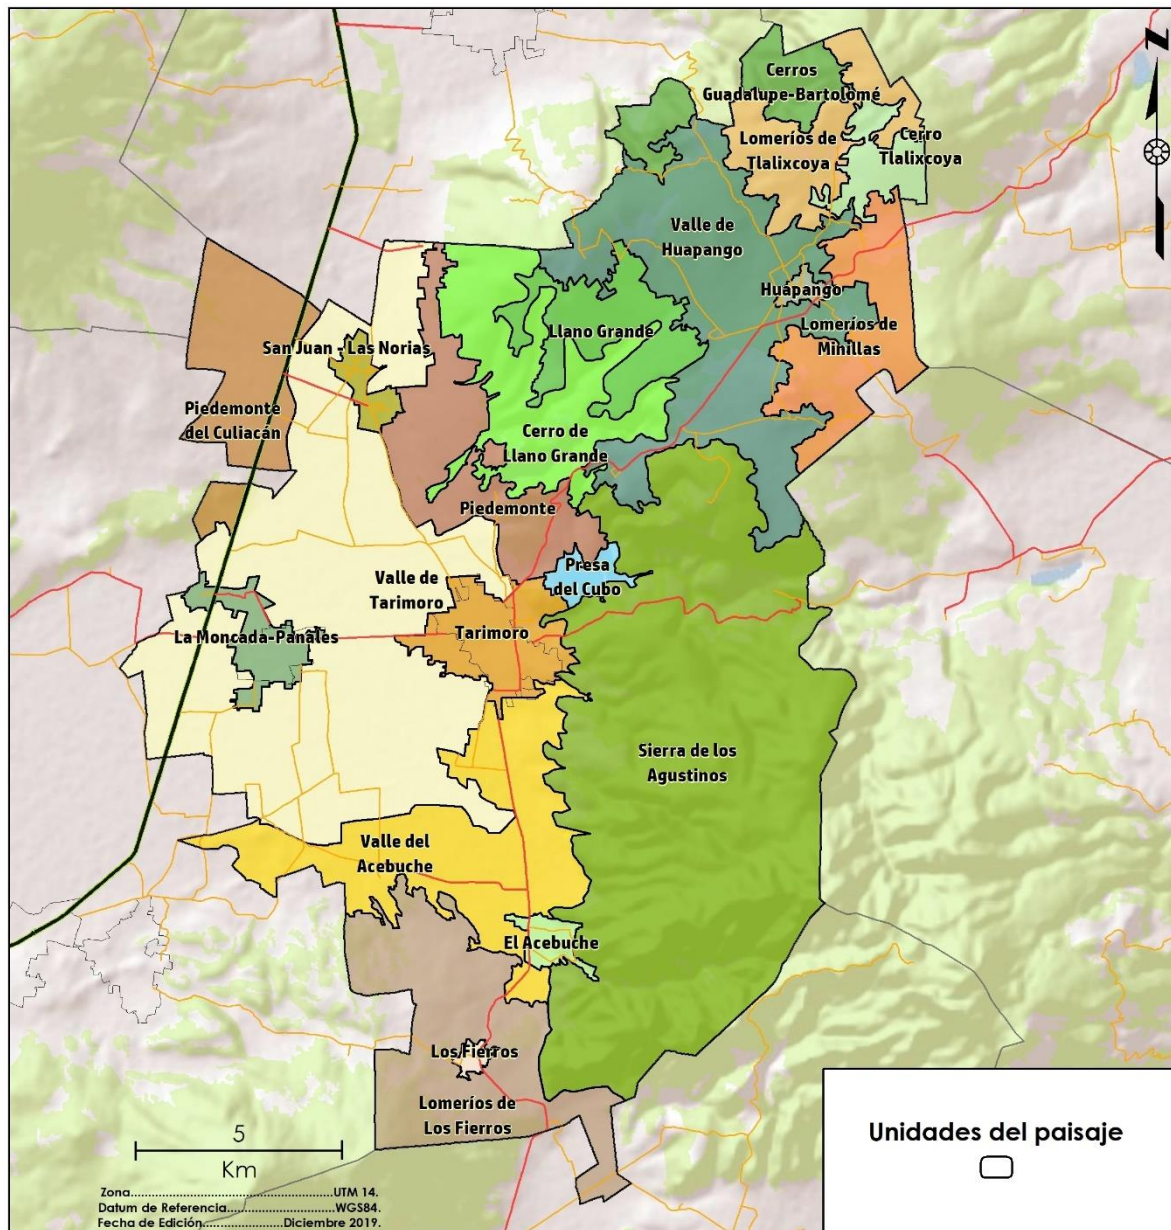 Z
Cerros
Guadalupe-Bartolomé
Lomeríos de
Tlalixcoya
Cerro
Tlalixcoya
Valle de
Huapango
Huapango
Lomeríos de
Minillas
Llano Grande
San Juan - Las Norias
Piedemonte
del Culiacán
Cerro de
Llano Grande
Piedemonte
Presa
del Cubo
Valle de
Tarimoro
Tarimoro
La Moncada-Panales
Sierra de los
Agustinos
Valle del
Acebuche
El Acebuche
Los Fierros
Lomeríos de
Los Fierros
5
Km
Zona.......................................................UTM 14.
Datum de Referencia...........................WGS84.
Fecha de Edición......................Diciembre 2019.
Unidades del paisaje